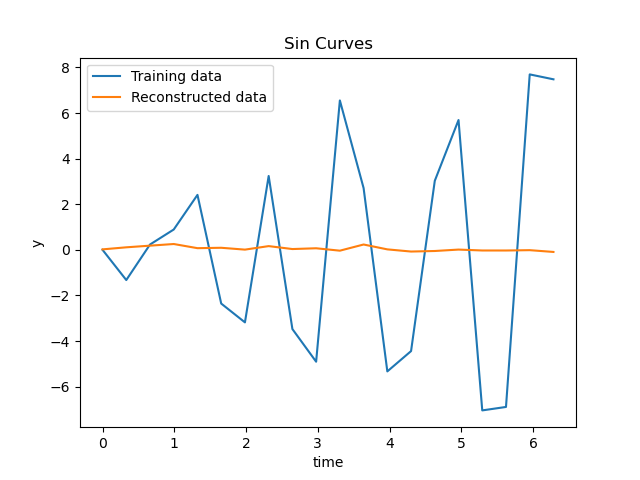 Sin Curves
Training data
Reconstructed data
8
6
4
2
0
−2
−4
−6
y
0 1 2 3 4 5 6
time